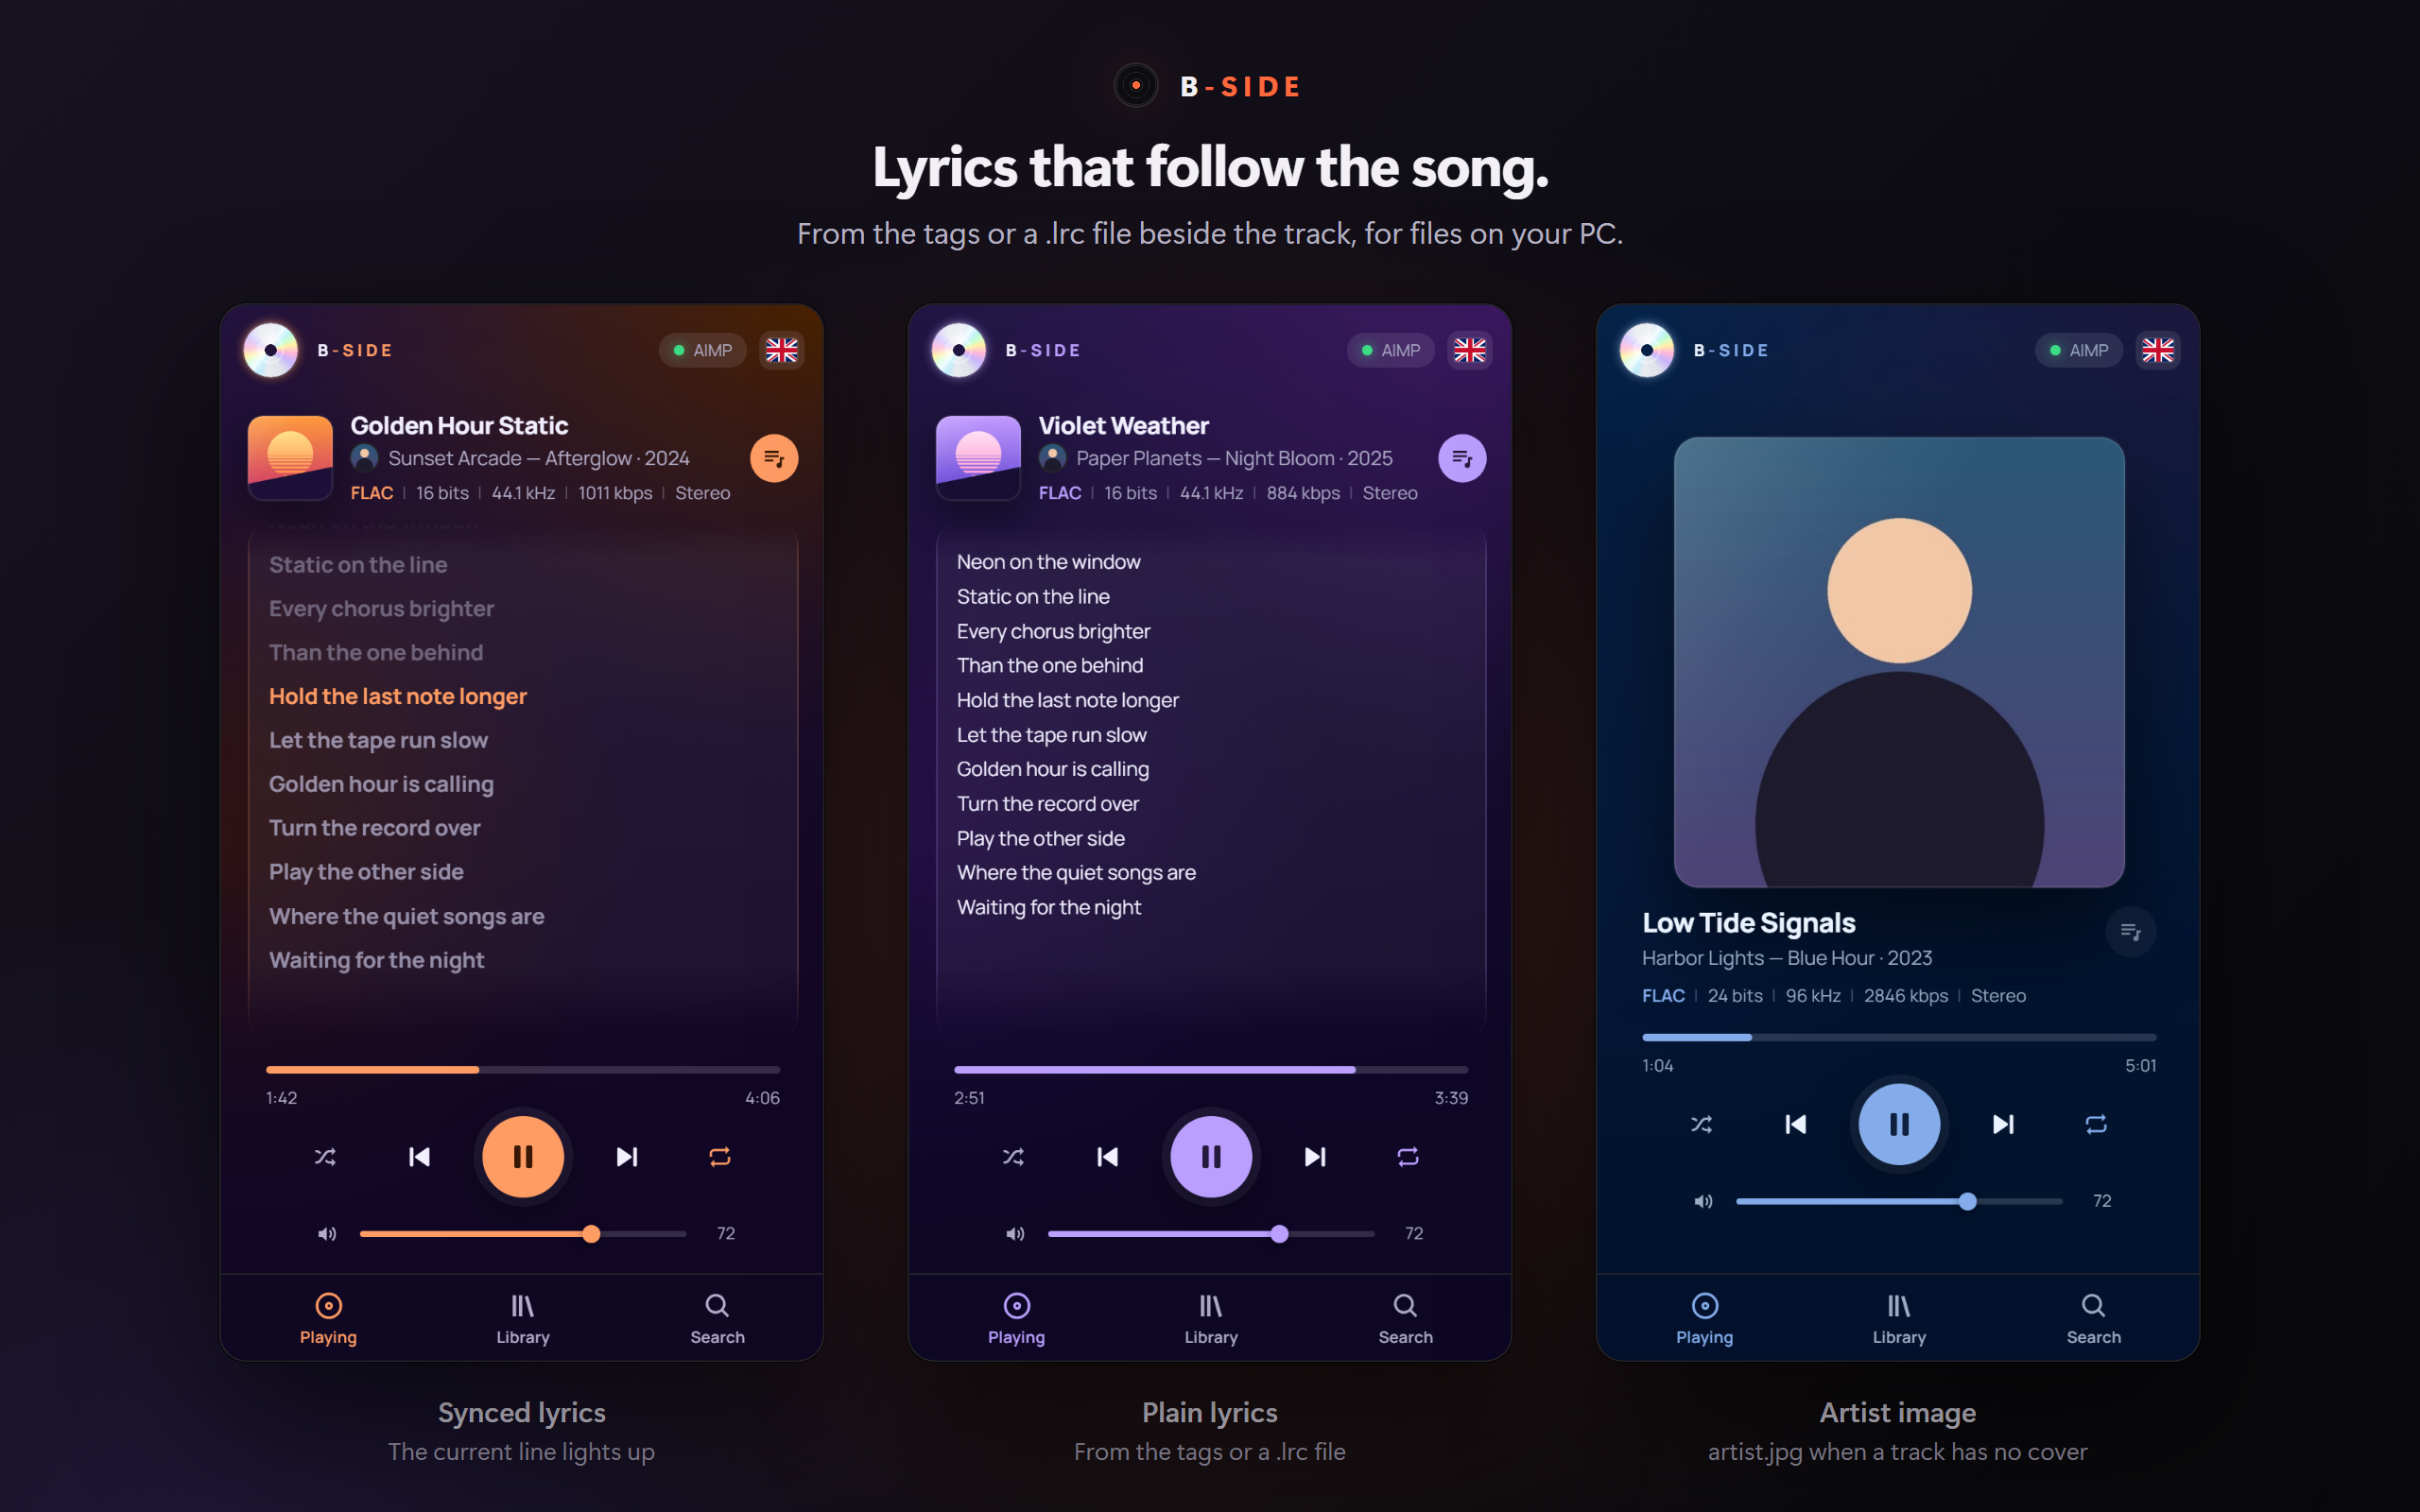 B-SIDE
Lyrics that follow the song.
From the tags or a .lrc file beside the track, for files on your PC.
B-SIDE
AIMP
Golden Hour Static
Sunset Arcade — Afterglow · 2024
FLAC | 16 bits | 44.1 kHz | 1011 kbps | Stereo
Neon on the window
Static on the line
Every chorus brighter
Than the one behind
Hold the last note longer
Let the tape run slow
Golden hour is calling
Turn the record over
Play the other side
Where the quiet songs are
Waiting for the night
1:42
4:06
72
Playing
Library
Search
Synced lyrics
The current line lights up
B-SIDE
AIMP
Violet Weather
Paper Planets — Night Bloom · 2025
FLAC | 16 bits | 44.1 kHz | 884 kbps | Stereo
Neon on the window
Static on the line
Every chorus brighter
Than the one behind
Hold the last note longer
Let the tape run slow
Golden hour is calling
Turn the record over
Play the other side
Where the quiet songs are
Waiting for the night
2:51
3:39
72
Playing
Library
Search
Plain lyrics
From the tags or a .lrc file
B-SIDE
AIMP
Low Tide Signals
Harbor Lights — Blue Hour · 2023
FLAC | 24 bits | 96 kHz | 2846 kbps | Stereo
1:04
5:01
72
Playing
Library
Search
Artist image
artist.jpg when a track has no cover